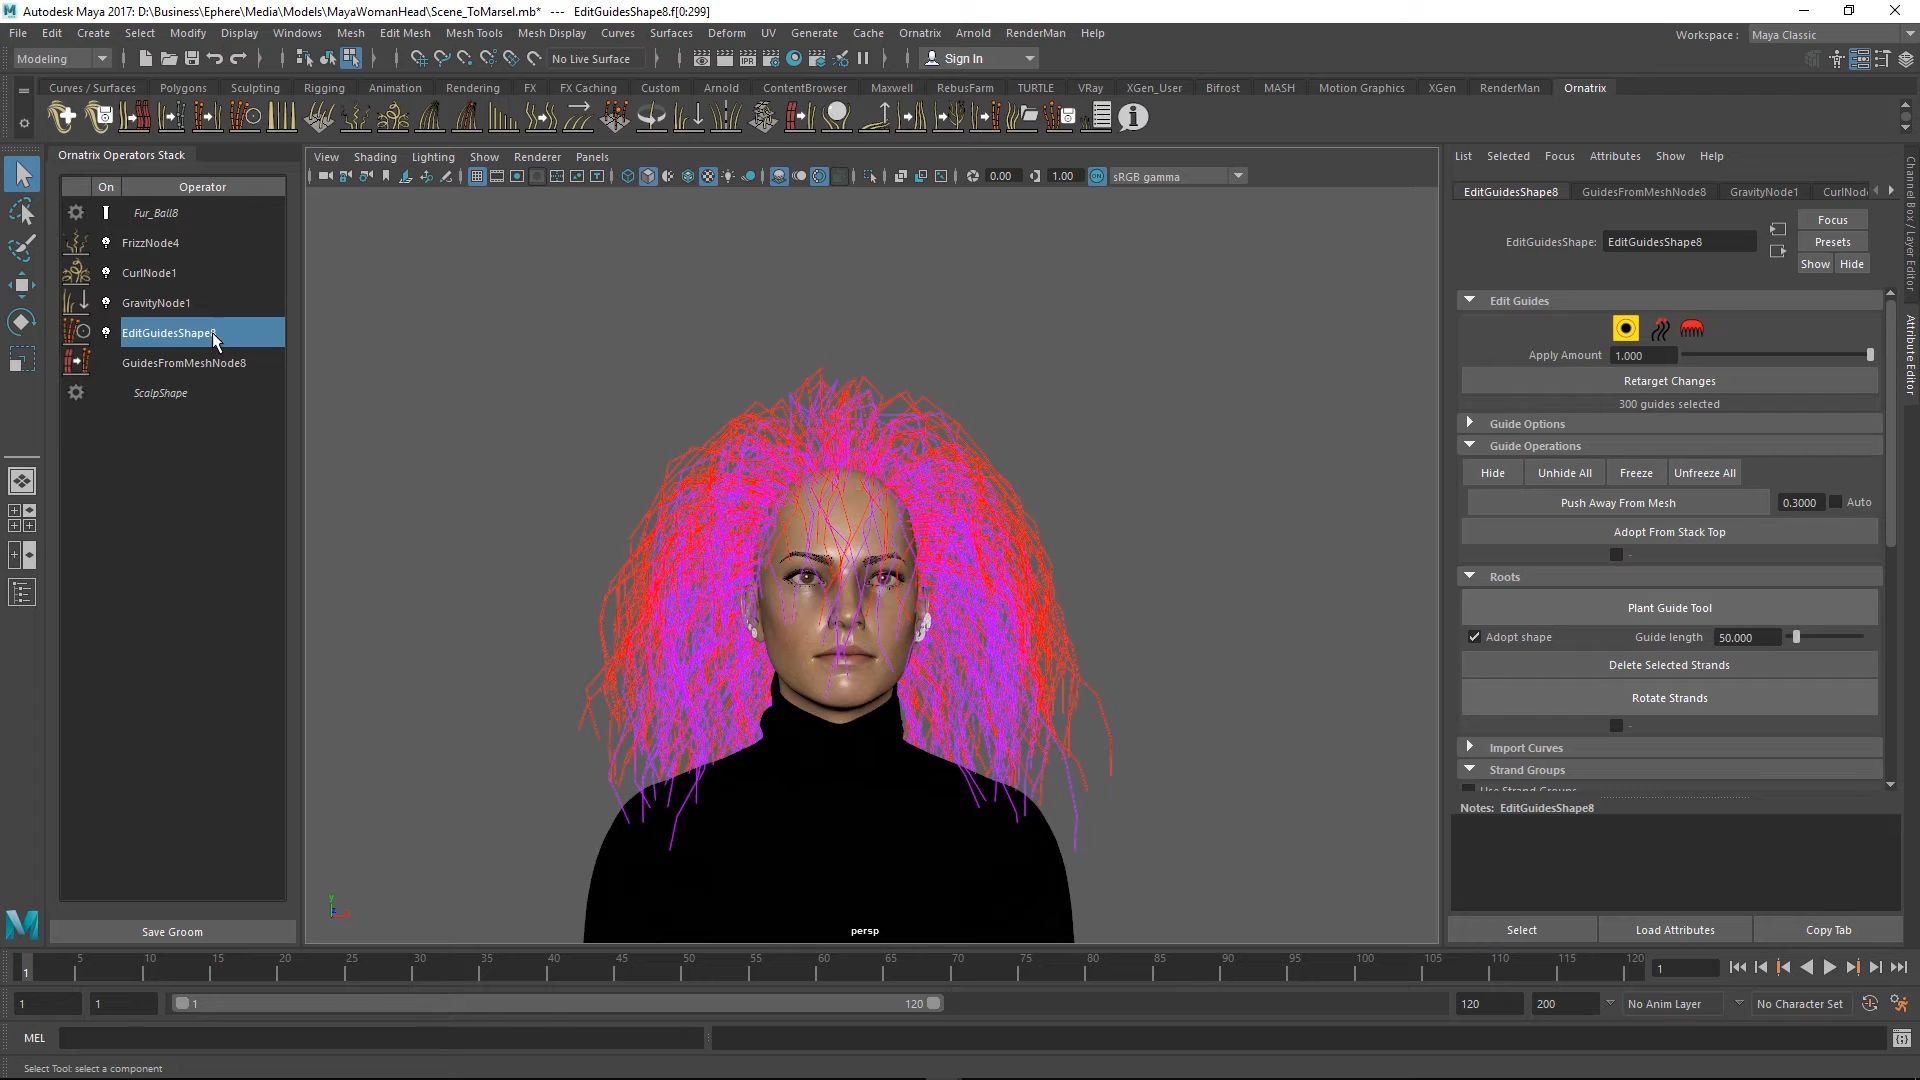 Autodesk Maya 2017: D:\Business\Ephere\Media\Models\MayaWomanHead\Scene_ToMarsel.mb*   ---   EditGuidesShape8.f[0:299]
File Edit Create Select Modify Display Windows Mesh Edit Mesh Mesh Tools Mesh Display Curves Surfaces Deform UV Generate Cache Ornatrix Arnold RenderMan Help
Workspace : Maya Classic
Modeling No Live Surface Sign In
Curves / Surfaces Polygons Sculpting Rigging Animation Rendering FX FX Caching Custom Arnold ContentBrowser Maxwell RebusFarm TURTLE VRay XGen_User Bifrost MASH Motion Graphics XGen RenderMan Ornatrix
Ornatrix Operators Stack
On Operator
Fur_Ball8
FrizzNode4
CurlNode1
GravityNode1
EditGuidesShape8
GuidesFromMeshNode8
ScalpShape
Save Groom
View Shading Lighting Show Renderer Panels
0.00 1.00 ON sRGB gamma
persp
List Selected Focus Attributes Show Help
EditGuidesShape8 GuidesFromMeshNode8 GravityNode1 CurlNod
Focus
EditGuidesShape: EditGuidesShape8 Presets
Show Hide
Edit Guides
Apply Amount 1.000
Retarget Changes
300 guides selected
Guide Options
Guide Operations
Hide Unhide All Freeze Unfreeze All
Push Away From Mesh 0.3000 Auto
Adopt From Stack Top
-
Roots
Plant Guide Tool
Adopt shape Guide length 50.000
Delete Selected Strands
Rotate Strands
-
Import Curves
Strand Groups
Use Strand Groups
Notes: EditGuidesShape8
Select Load Attributes Copy Tab
Channel Box / Layer Editor
Attribute Editor
1 5 10 15 20 25 30 35 40 45 50 55 60 65 70 75 80 85 90 95 100 105 110 115 120 1
1 1 1 120 120 200 No Anim Layer No Character Set
MEL
Select Tool: select a component